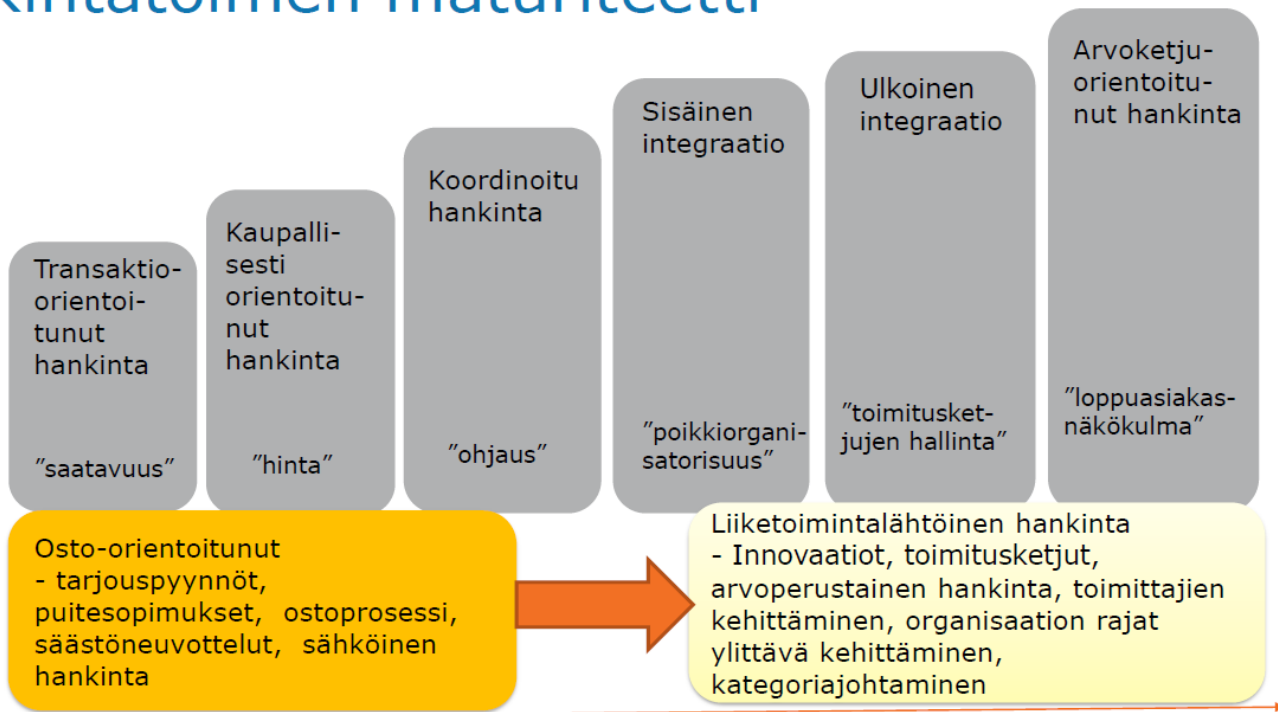 kintatoimen maturiteetti
Transaktio-
orientoi-
tunut
hankinta
"saatavuus"
Kaupalli-
sesti
orientoitu-
nut
hankinta
"hinta"
Koordinoitu
hankinta
"ohjaus"
Sisäinen
integraatio
"poikkiorgani-
satorisuus"
Ulkoinen
integraatio
"toimitusket-
jujen hallinta"
Arvoketju-
orientoitu-
nut hankinta
"loppuasiakas-
näkökulma"
Osto-orientoitunut
- tarjouspyynnöt,
puitesopimukset, ostoprosessi,
säästöneuvottelut, sähköinen
hankinta
Liiketoimintalähtöinen hankinta
- Innovaatiot, toimitusketjut,
arvoperustainen hankinta, toimittajien
kehittäminen, organisaation rajat
ylittävä kehittäminen,
kategoriajohtaminen